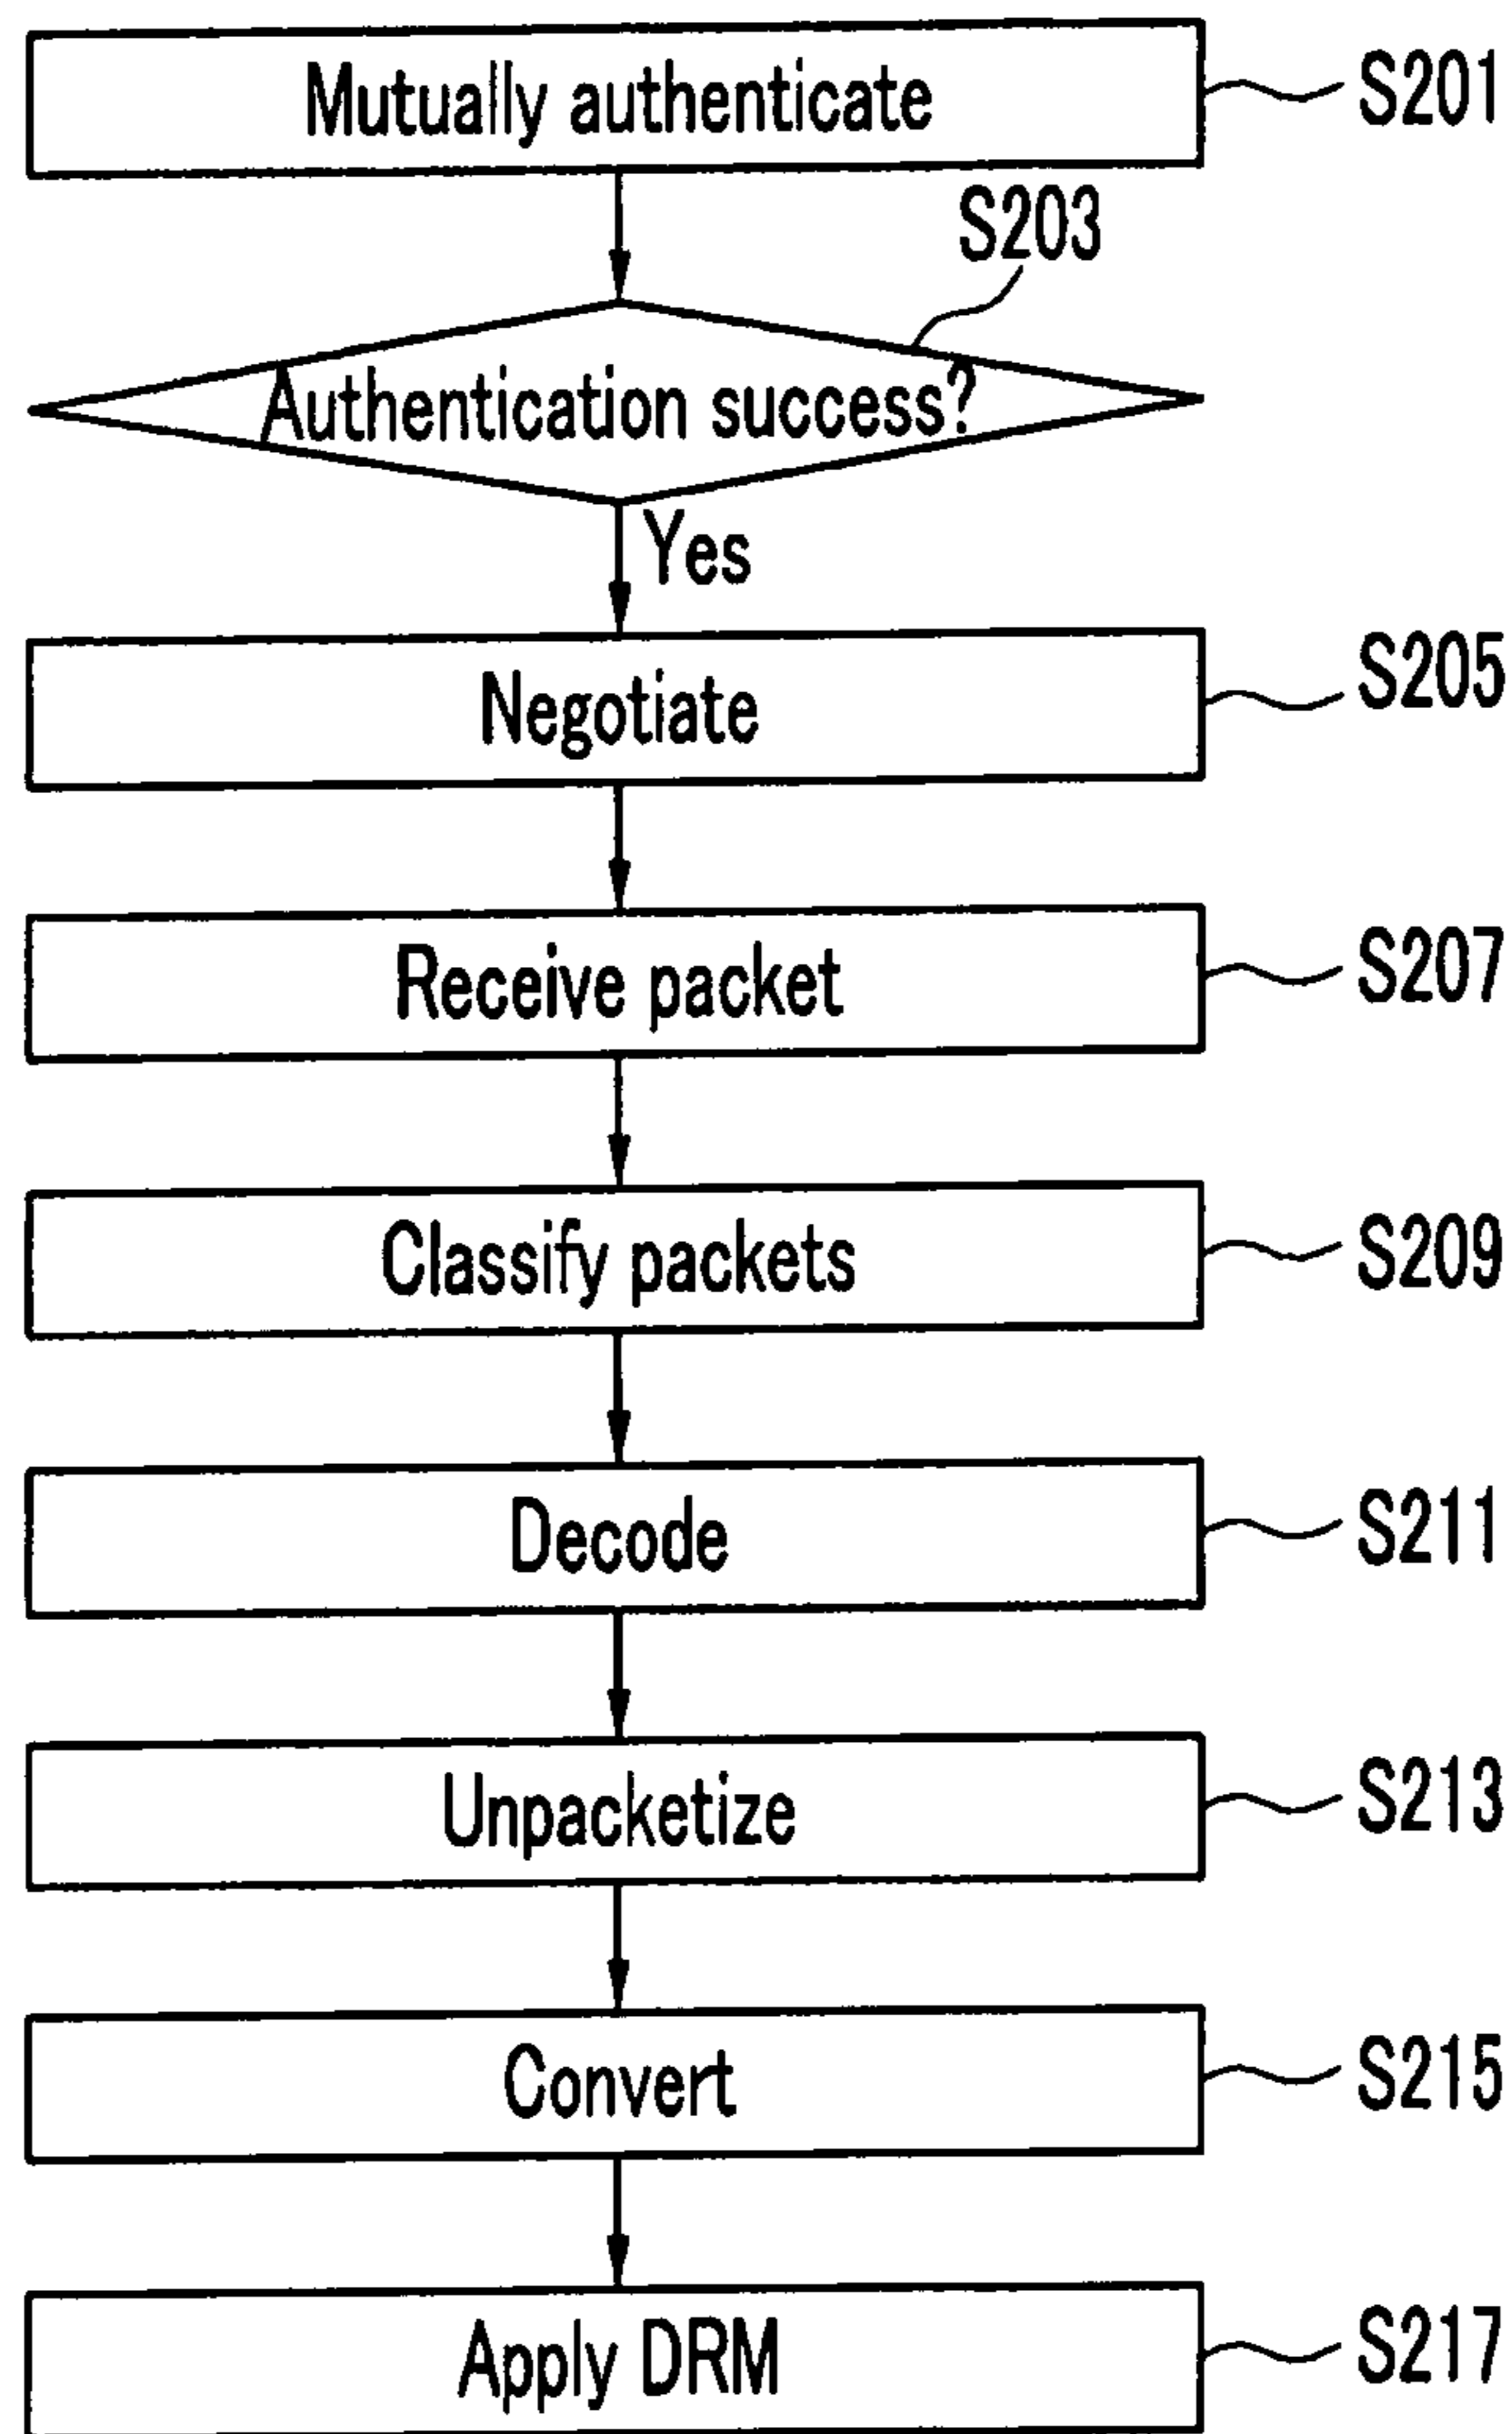 Mutually authenticate
S201
S203
Authentication success?
Yes
Negotiate
S205
Receive packet
S207
Classify packets
S209
Decode
S211
Unpacketize
S213
Convert
S215
Apply DRM
S217